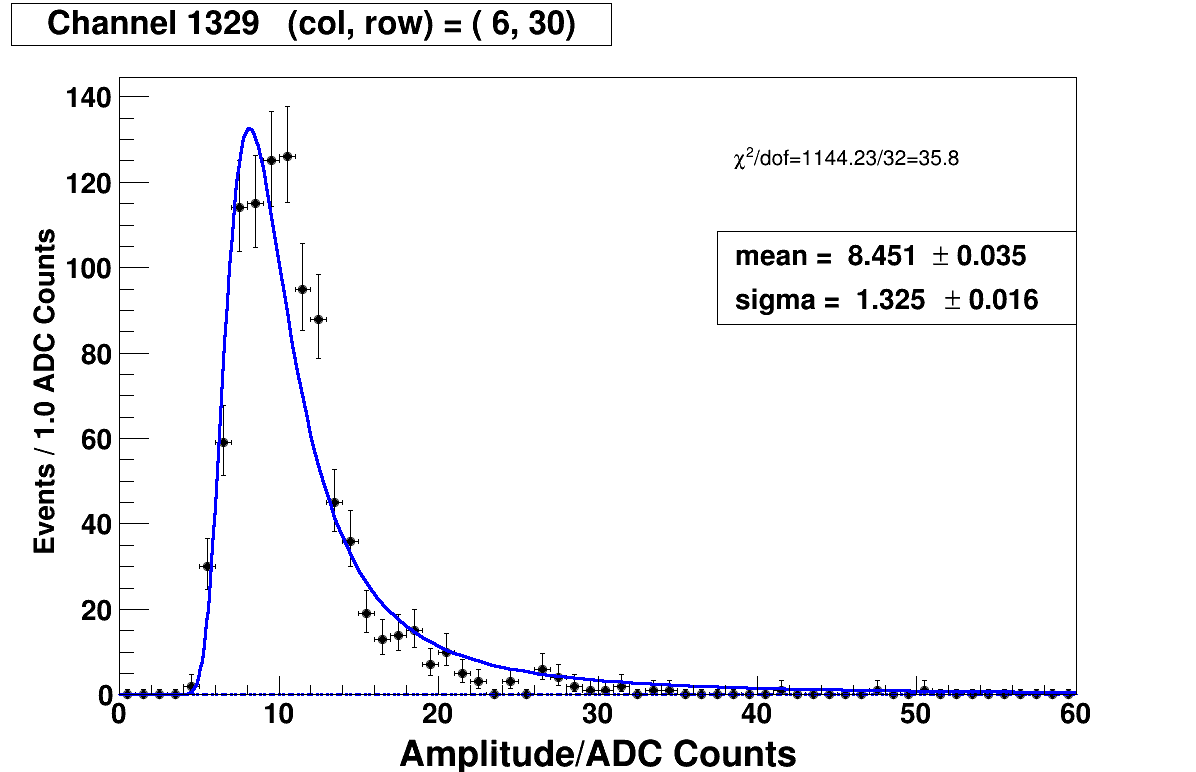 Channel 1329 (col, row) = ( 6, 30)
140
120
100
80
60
40
20
0
Events / 1.0 ADC Counts
χ²/dof=1144.23/32=35.8
mean = 8.451 ± 0.035
sigma = 1.325 ± 0.016
0 10 20 30 40 50 60
Amplitude/ADC Counts